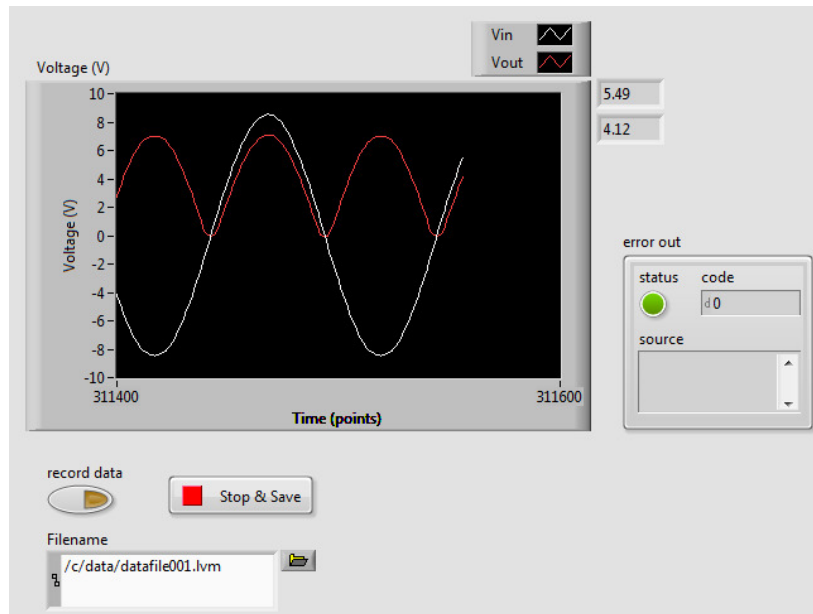 Vin
Vout
Voltage (V)
5.49
4.12
10
8
6
4
2
0
-2
-4
-6
-8
-10
Voltage (V)
311400
311600
Time (points)
error out
status
code
d 0
source
record data
Stop & Save
Filename
/c/data/datafile001.lvm